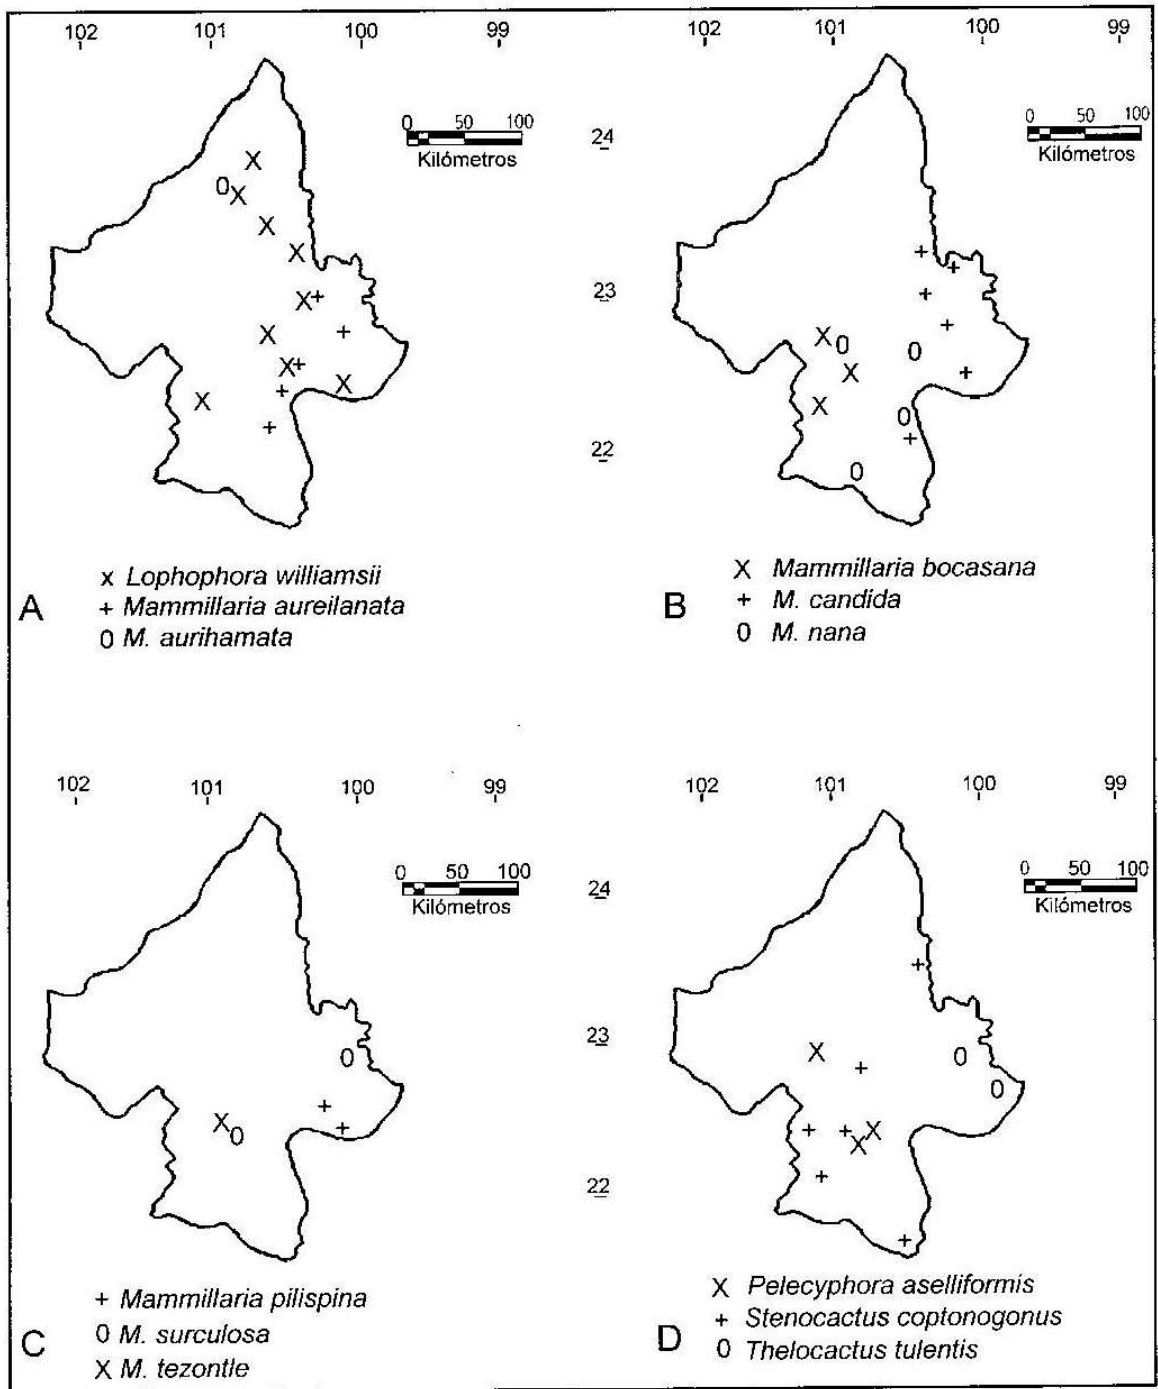 102 101 100 99
0 50 100
Kilómetros
x Lophophora williamsii
+ Mammillaria aureilanata
0 M. aurihamata
A
102 101 100 99
0 50 100
Kilómetros
24
23
22
X Mammillaria bocasana
+ M. candida
0 M. nana
B
102 101 100 99
0 50 100
Kilómetros
+ Mammillaria pilispina
0 M. surculosa
X M. tezontle
C
102 101 100 99
0 50 100
Kilómetros
24
23
22
X Pelecyphora aselliformis
+ Stenocactus coptonogonus
0 Thelocactus tulentis
D